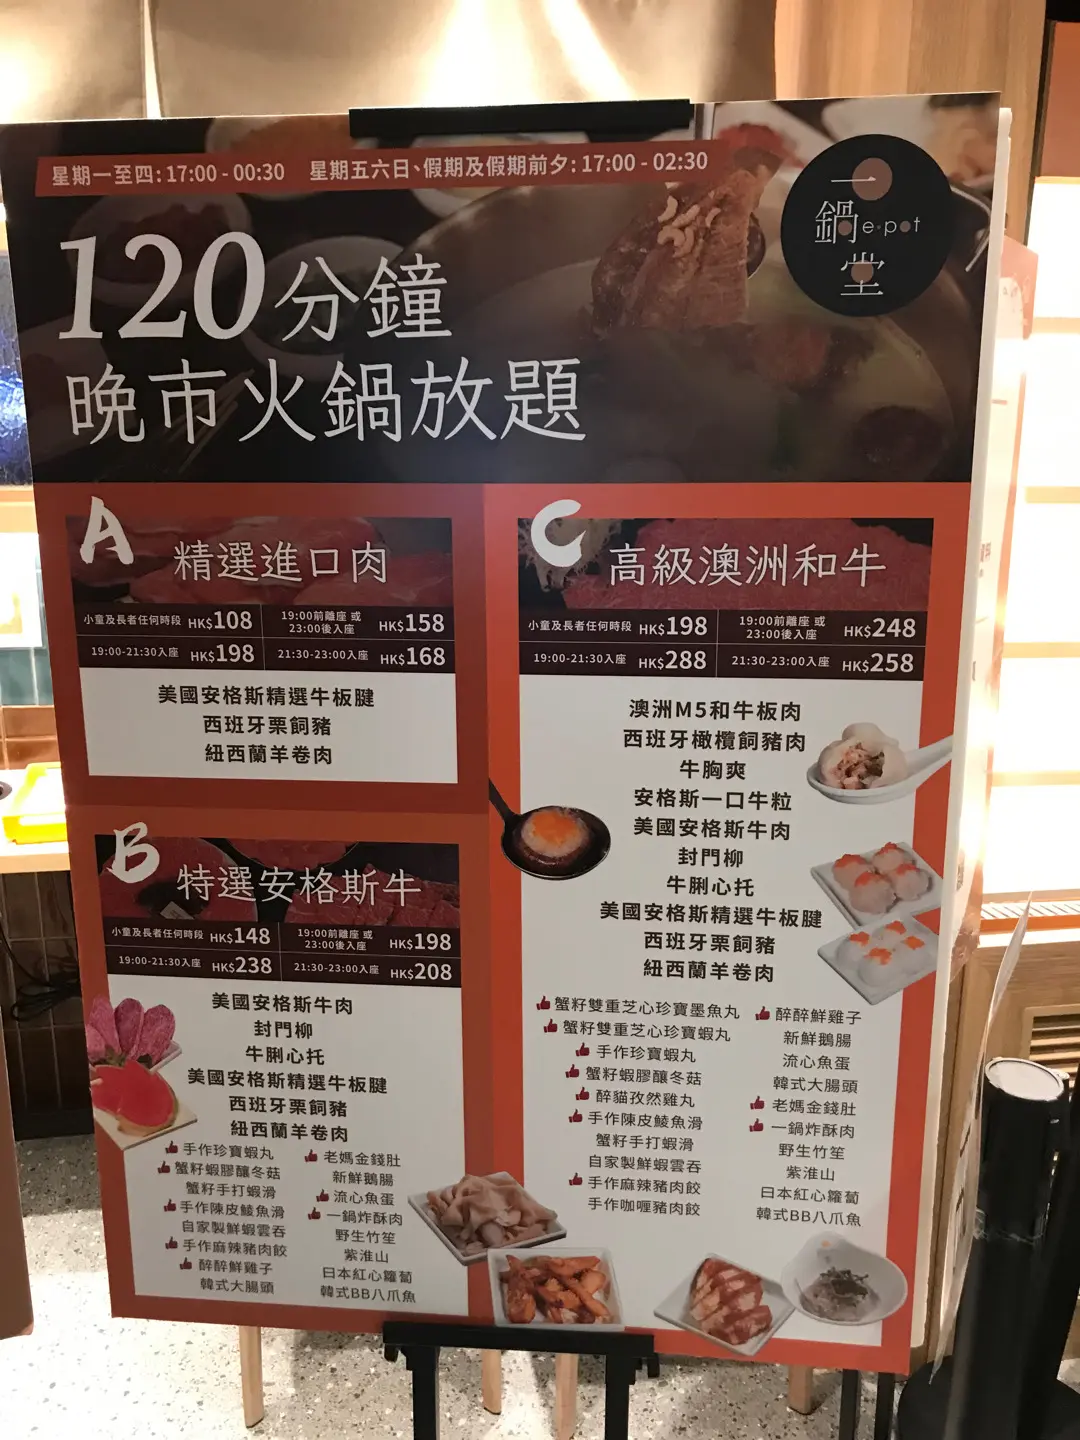 星期一至四: 17:00 - 00:30 星期五六日、假期及假期前夕: 17:00 - 02:30
一鍋堂
e·pot
120分鐘
晚市火鍋放題
A
精選進口肉
小童及長者任何時段 HK$108
19:00前離座 或 23:00後入座 HK$158
19:00-21:30入座 HK$198
21:30-23:00入座 HK$168
美國安格斯精選牛板腱
西班牙栗飼豬
紐西蘭羊卷肉
B
特選安格斯牛
小童及長者任何時段 HK$148
19:00前離座 或 23:00後入座 HK$198
19:00-21:30入座 HK$238
21:30-23:00入座 HK$208
美國安格斯牛肉
封門柳
牛脷心托
美國安格斯精選牛板腱
西班牙栗飼豬
紐西蘭羊卷肉
手作珍寶蝦丸
蟹籽蝦膠釀冬菇
蟹籽手打蝦滑
手作陳皮鯪魚滑
自家製鮮蝦雲吞
手作麻辣豬肉餃
醉醉鮮雞子
韓式大腸頭
老媽金錢肚
新鮮鵝腸
流心魚蛋
一鍋炸酥肉
野生竹笙
紫淮山
日本紅心蘿蔔
韓式BB八爪魚
C
高級澳洲和牛
小童及長者任何時段 HK$198
19:00前離座 或 23:00後入座 HK$248
19:00-21:30入座 HK$288
21:30-23:00入座 HK$258
澳洲M5和牛板肉
西班牙橄欖飼豬肉
牛胸爽
安格斯一口牛粒
美國安格斯牛肉
封門柳
牛脷心托
美國安格斯精選牛板腱
西班牙栗飼豬
紐西蘭羊卷肉
蟹籽雙重芝心珍寶墨魚丸
蟹籽雙重芝心珍寶蝦丸
手作珍寶蝦丸
蟹籽蝦膠釀冬菇
醉貓孜然雞丸
手作陳皮鯪魚滑
蟹籽手打蝦滑
自家製鮮蝦雲吞
手作麻辣豬肉餃
手作咖喱豬肉餃
醉醉鮮雞子
新鮮鵝腸
流心魚蛋
韓式大腸頭
老媽金錢肚
一鍋炸酥肉
野生竹笙
紫淮山
日本紅心蘿蔔
韓式BB八爪魚